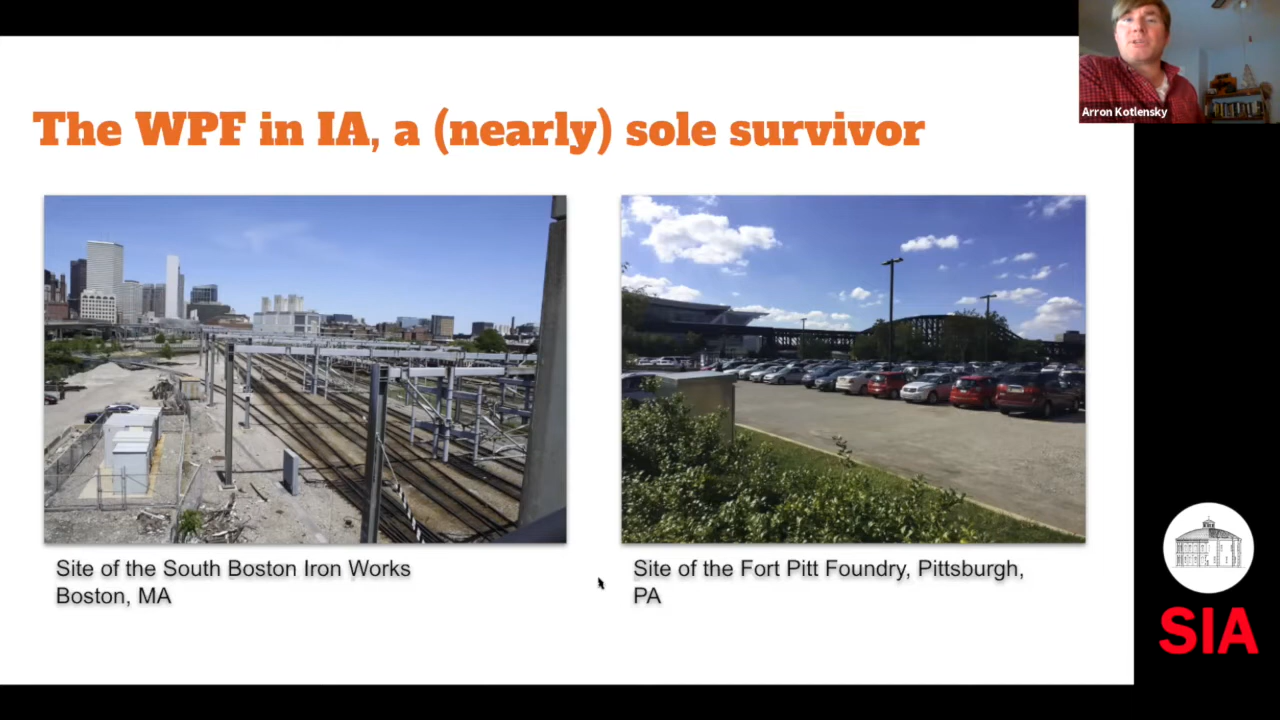 Arron Kotlensky
The WPF in IA, a (nearly) sole survivor
Site of the South Boston Iron Works
Boston, MA
Site of the Fort Pitt Foundry, Pittsburgh,
PA
SIA